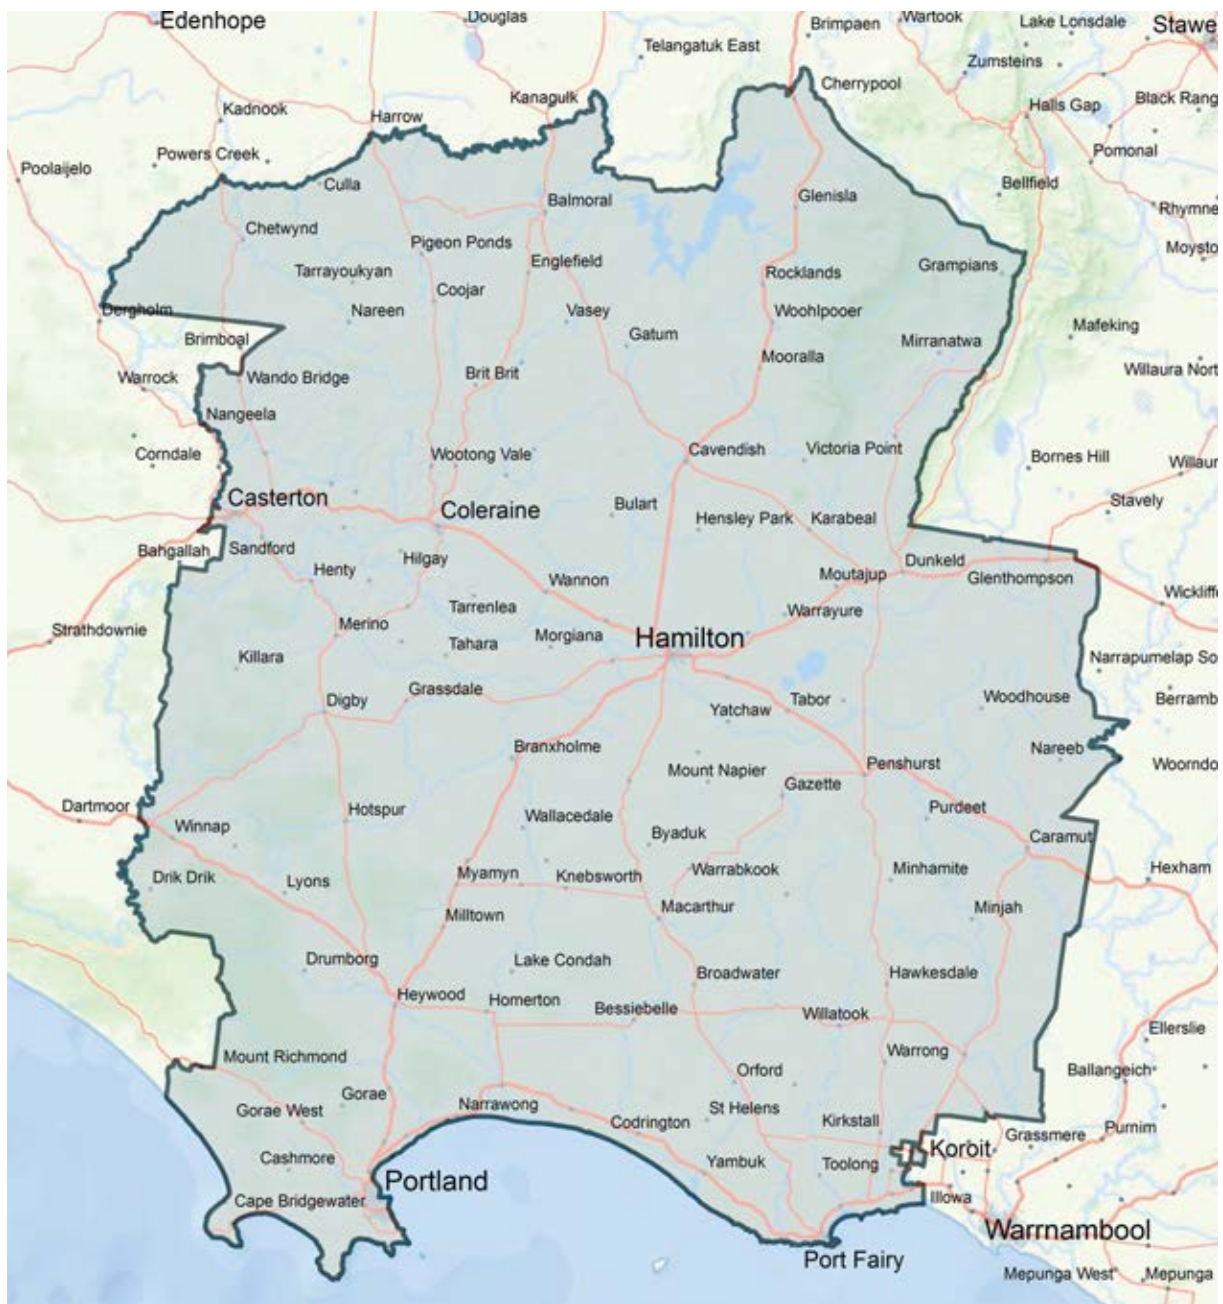 Edenhope
Douglas
Brimpaen
Wartook
Lake Lonsdale
Stawe
Telangatuk East
Zumsteins
Cherrypool
Kanagulk
Kadnook
Harrow
Halls Gap
Black Rang
Poolaijelo
Powers Creek
Pomonal
Culla
Bellfield
Balmoral
Glenisla
Rhymne
Chetwynd
Pigeon Ponds
Moysto
Englefield
Tarrayoukyan
Rocklands
Grampians
Coojar
Dergholm
Nareen
Vasey
Woohlpooer
Mafeking
Brimboal
Gatum
Mirranatwa
Mooralla
Warrock
Wando Bridge
Brit Brit
Willaura Nort
Nangeela
Corndale
Wootong Vale
Cavendish
Victoria Point
Bornes Hill
Willaur
Casterton
Coleraine
Bulart
Hensley Park
Karabeal
Stavely
Bahgallah
Sandford
Hilgay
Henty
Wannon
Moutajup
Dunkeld
Glenthompson
Wickliffe
Tarrenlea
Warrayure
Strathdownie
Merino
Tahara
Morgiana
Hamilton
Killara
Narrapumelap So
Digby
Grassdale
Tabor
Woodhouse
Berramb
Yatchaw
Branxholme
Nareeb
Mount Napier
Penshurst
Woorndo
Gazette
Dartmoor
Winnap
Hotspur
Wallacedale
Purdeet
Byaduk
Caramut
Drik Drik
Lyons
Myamyn
Knebsworth
Warrabkook
Minhamite
Hexham
Milltown
Macarthur
Minjah
Drumborg
Lake Condah
Broadwater
Hawkesdale
Heywood
Homerton
Bessiebelle
Willatook
Ellerslie
Mount Richmond
Warrong
Orford
Ballangeich
Gorae
Gorae West
Narrawong
Codrington
St Helens
Kirkstall
Grassmere
Purnim
Cashmore
Yambuk
Toolong
Koroit
Portland
Cape Bridgewater
Illowa
Warrnambool
Port Fairy
Mepunga West
Mepunga